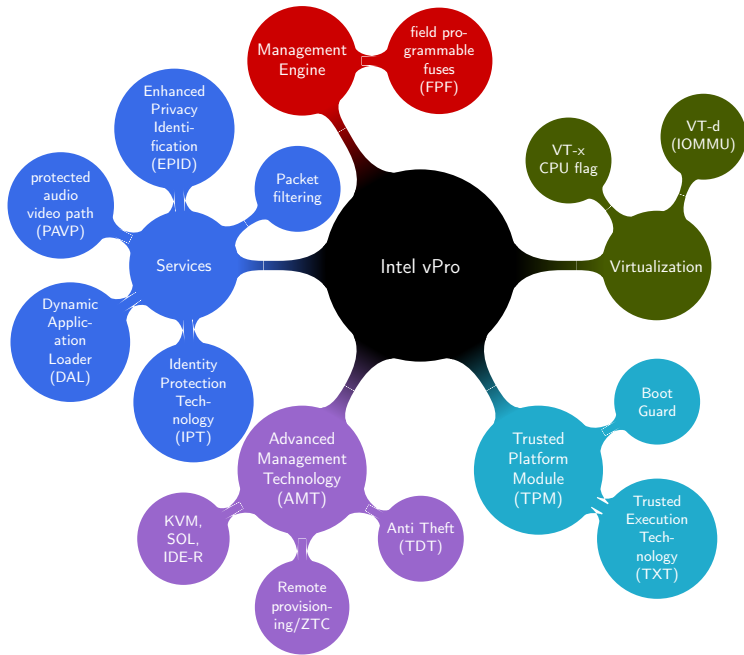 Management
Engine
field pro-
grammable
fuses
(FPF)
Enhanced
Privacy
Identi-
fication
(EPID)
VT-d
(IOMMU)
VT-x
CPU flag
protected
audio
video path
(PAVP)
Packet
filtering
Services
Intel vPro
Virtualization
Dynamic
Applic-
ation
Loader
(DAL)
Identity
Protection
Tech-
nology
(IPT)
Boot
Guard
Advanced
Management
Technology
(AMT)
Trusted
Platform
Module
(TPM)
KVM,
SOL,
IDE-R
Anti Theft
(TDT)
Trusted
Execution
Tech-
nology
(TXT)
Remote
provision-
ing/ZTC